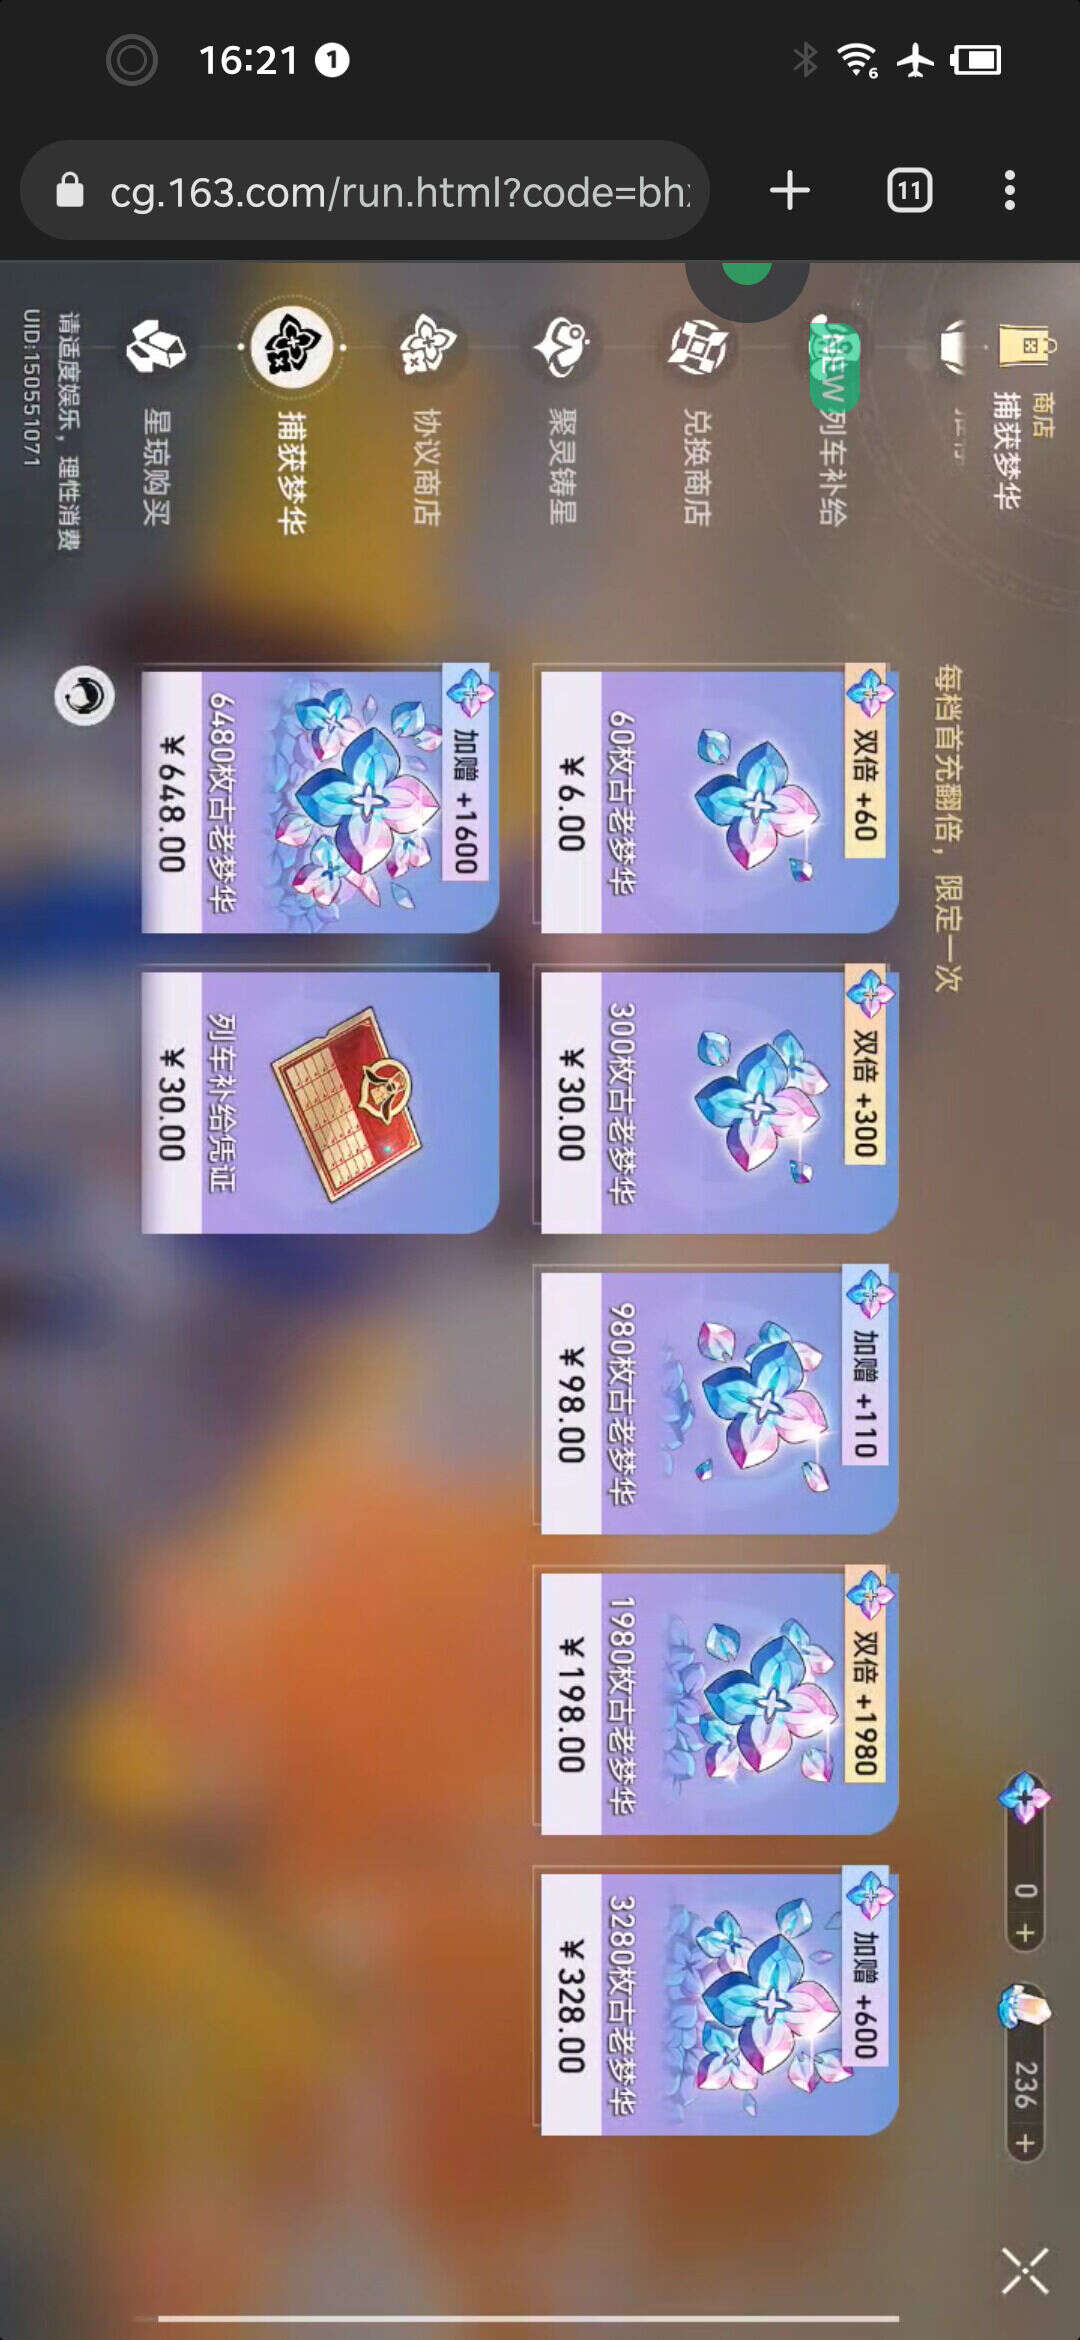 16:21
1
6
cg.163.com/run.html?code=bh
11
商店
捕获梦华
NEW
列车补给
兑换商店
聚灵铸星
协议商店
捕获梦华
星琼购买
请适度娱乐，理性消费
UID:150551071
0 +
236 +
每档首充翻倍，限定一次
双倍 +60
60枚古老梦华
¥ 6.00
双倍 +300
300枚古老梦华
¥ 30.00
加赠 +110
980枚古老梦华
¥ 98.00
双倍 +1980
1980枚古老梦华
¥ 198.00
加赠 +600
3280枚古老梦华
¥ 328.00
加赠 +1600
6480枚古老梦华
¥ 648.00
列车补给凭证
¥ 30.00